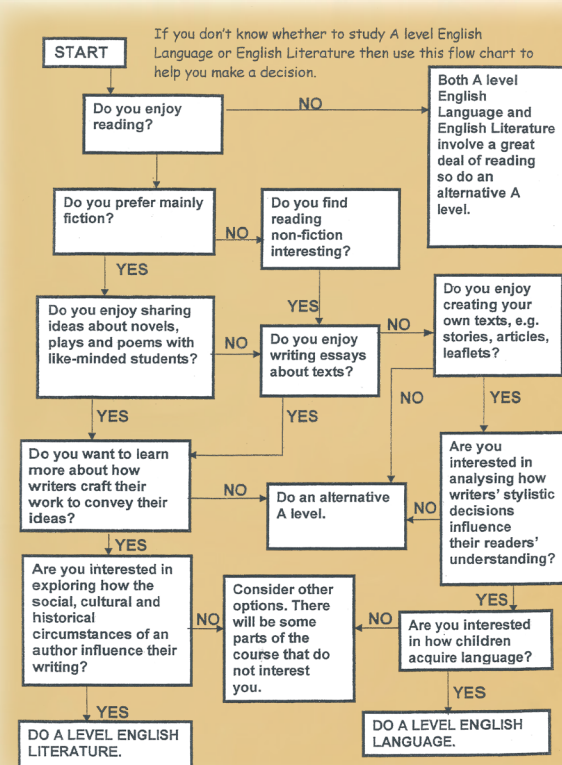 If you don't know whether to study A level English
Language or English Literature then use this flow chart to
help you make a decision.
START
Do you enjoy
reading?
NO
Both A level
English
Language and
English Literature
involve a great
deal of reading
so do an
alternative A
level.
Do you prefer mainly
fiction?
NO
Do you find
reading
non-fiction
interesting?
YES
YES
Do you enjoy sharing
ideas about novels,
plays and poems with
like-minded students?
NO
Do you enjoy
writing essays
about texts?
NO
Do you enjoy
creating your
own texts, e.g.
stories, articles,
leaflets?
YES
YES
NO
YES
Do you want to learn
more about how
writers craft their
work to convey their
ideas?
NO
Do an alternative
A level.
NO
Are you
interested in
analysing how
writers' stylistic
decisions
influence
their readers'
understanding?
YES
YES
Are you interested in
exploring how the
social, cultural and
historical
circumstances of an
author influence their
writing?
NO
Consider other
options. There
will be some
parts of the
course that do
not interest
you.
NO
Are you interested
in how children
acquire language?
YES
YES
DO A LEVEL ENGLISH
LITERATURE.
DO A LEVEL ENGLISH
LANGUAGE.